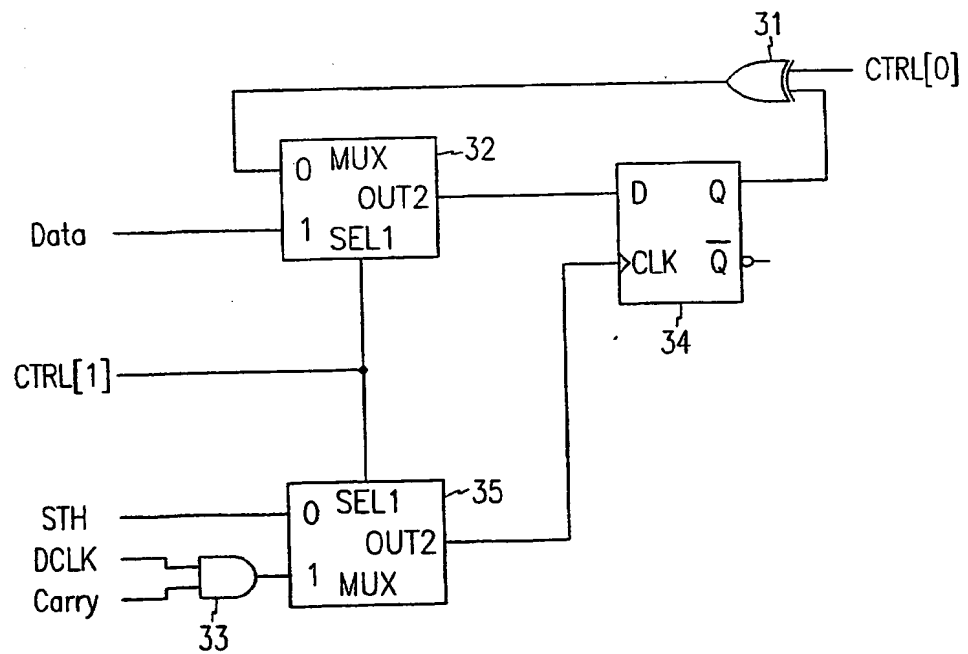 31
CTRL[0]
0 MUX
32
OUT2
D Q
Data
1 SEL1
CLK Q̅
34
CTRL[1]
0 SEL1
35
STH
OUT2
DCLK
1 MUX
Carry
33